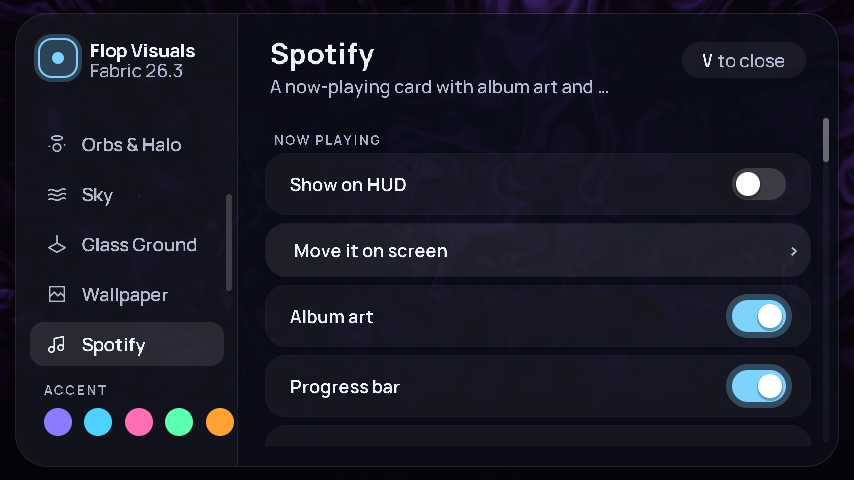 Flop Visuals
Fabric 26.3
Orbs & Halo
Sky
Glass Ground
Wallpaper
Spotify
ACCENT
Spotify
A now-playing card with album art and ...
V to close
NOW PLAYING
Show on HUD
Move it on screen
Album art
Progress bar